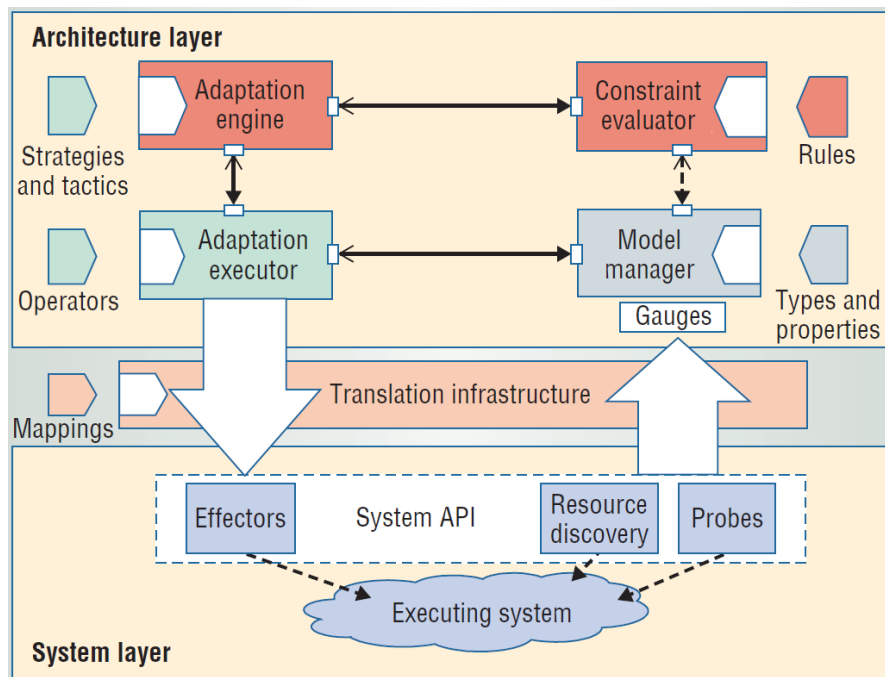 Architecture layer
Adaptation
engine
Constraint
evaluator
Strategies
and tactics
Rules
Adaptation
executor
Model
manager
Operators
Gauges
Types and
properties
Mappings
Translation infrastructure
Effectors
System API
Resource
discovery
Probes
Executing system
System layer